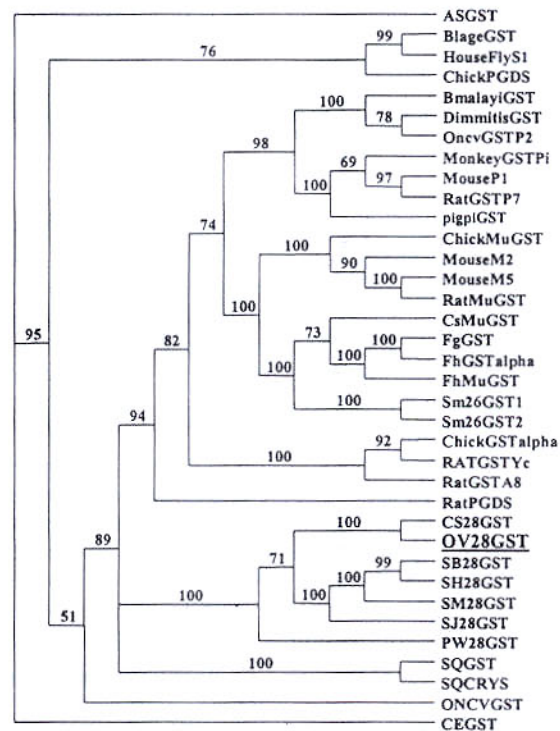 ASGST
99 BlageGST
76 HouseFlyS1
ChickPGDS
100 BmalayiGST
78 DimmitisGST
98 OncvGSTP2
69 MonkeyGSTPi
97 MouseP1
100 RatGSTP7
74 pigpiGST
100 ChickMuGST
90 MouseM2
100 MouseM5
100 RatMuGST
73 CsMuGST
95 82 100 FgGST
100 100 FhGSTalpha
FhMuGST
100 Sm26GST1
94 Sm26GST2
92 ChickGSTalpha
100 RATGSTYc
RatGSTA8
RatPGDS
100 CS28GST
89 OV28GST
71 99 SB28GST
100 SH28GST
100 100 SM28GST
51 SJ28GST
PW28GST
100 SQGST
SQCRYS
ONCVGST
CEGST